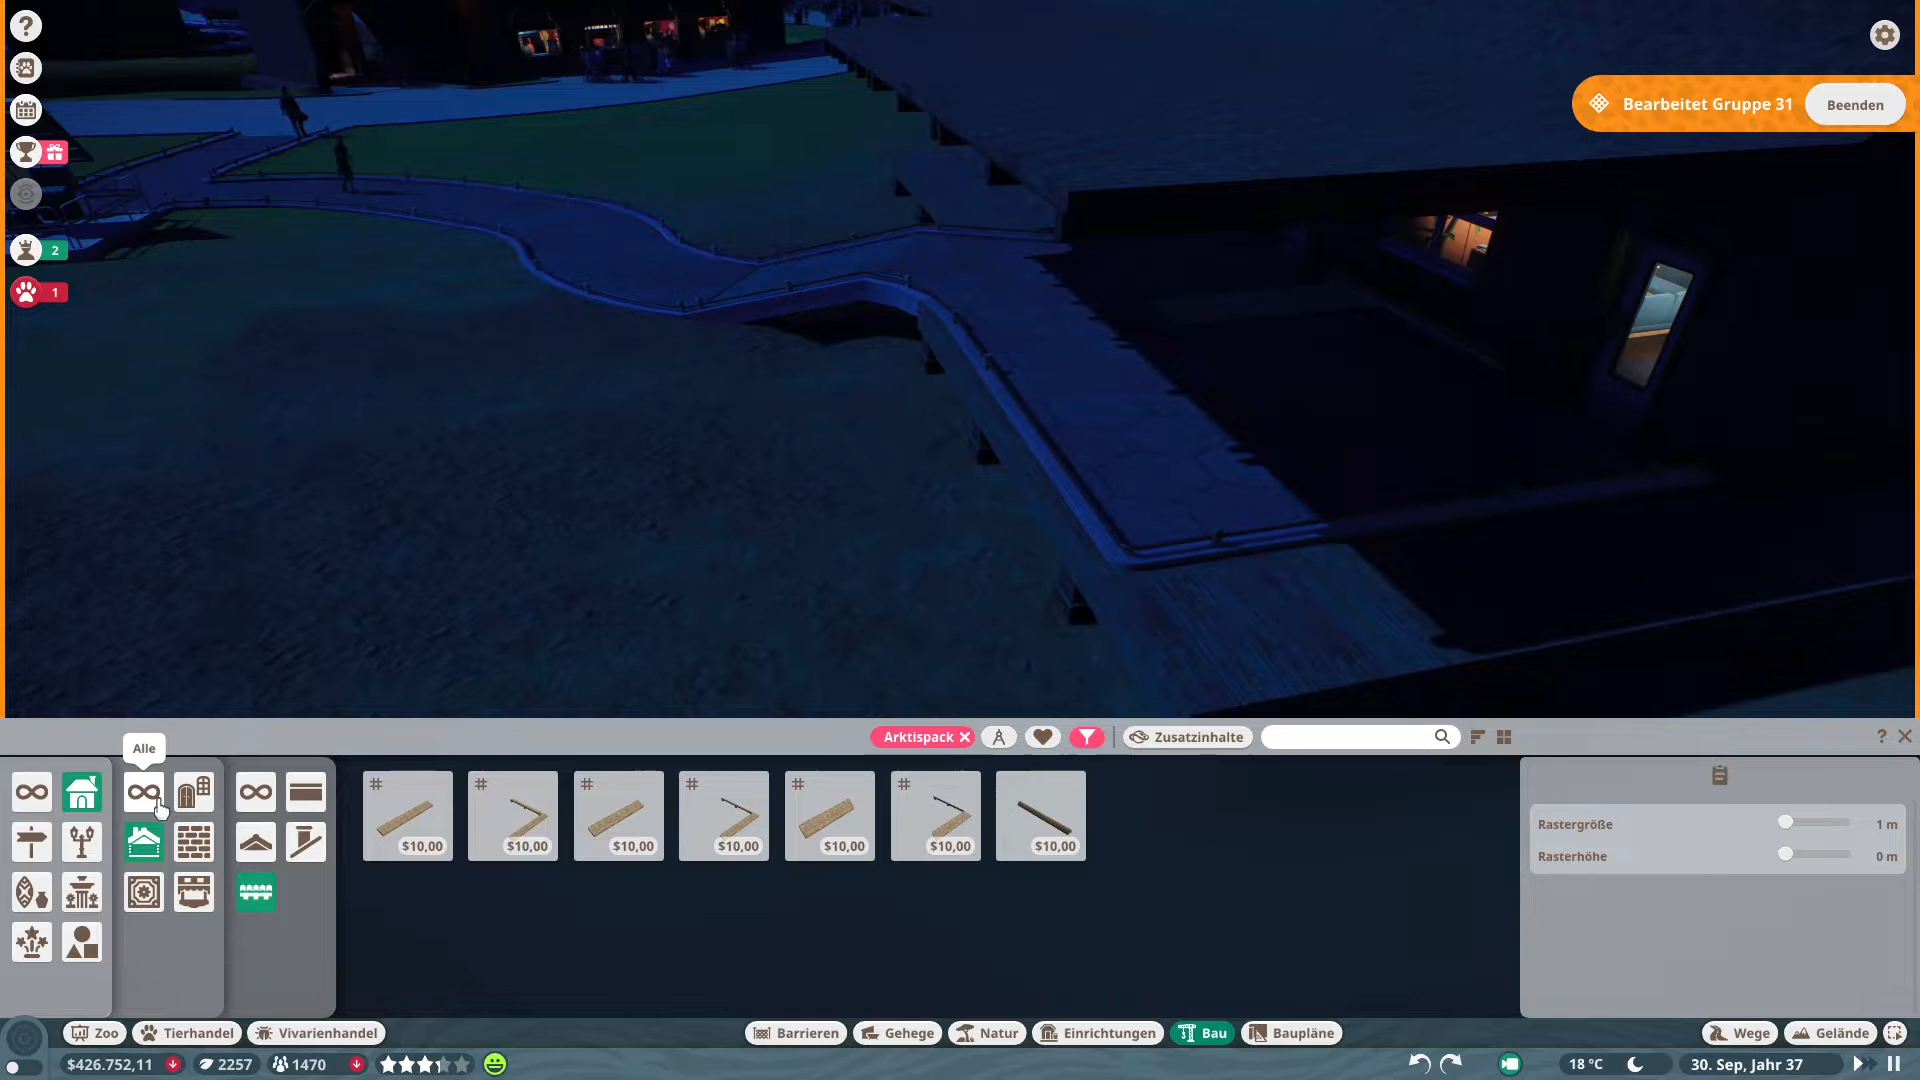 ?
Bearbeitet Gruppe 31
Beenden
2
1
Arktispack
Zusatzinhalte
?
Alle
$10,00
$10,00
$10,00
$10,00
$10,00
$10,00
$10,00
Rastergröße
1 m
Rasterhöhe
0 m
Zoo
Tierhandel
Vivarienhandel
Barrieren
Gehege
Natur
Einrichtungen
Bau
Baupläne
Wege
Gelände
$426.752,11
2257
1470
18 °C
30. Sep, Jahr 37